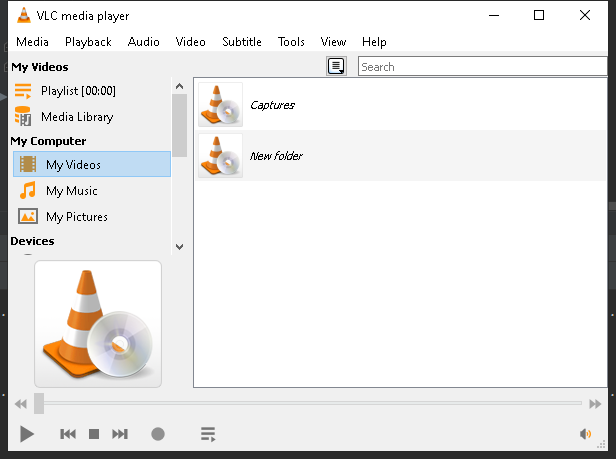 VLC media player
Media Playback Audio Video Subtitle Tools View Help
My Videos
Search
Playlist [00:00]
Media Library
My Computer
My Videos
My Music
My Pictures
Devices
Captures
New folder